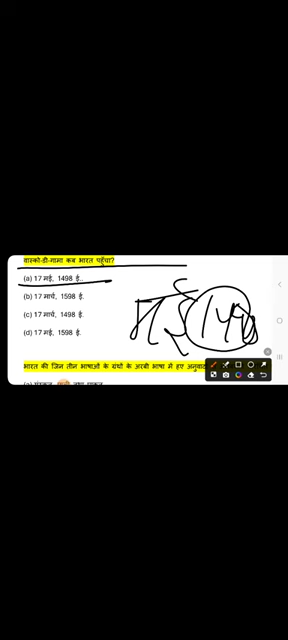 वास्को-डी-गामा कब भारत पहुँचा?
(a) 17 मई, 1498 ई..
(b) 17 मार्च, 1598 ई.
(c) 17 मार्च, 1498 ई.
(d) 17 मई, 1598 ई.
मई 1498
भारत की जिन तीन भाषाओं के ग्रंथों के अरबी भाषा में हुए अनुवाद